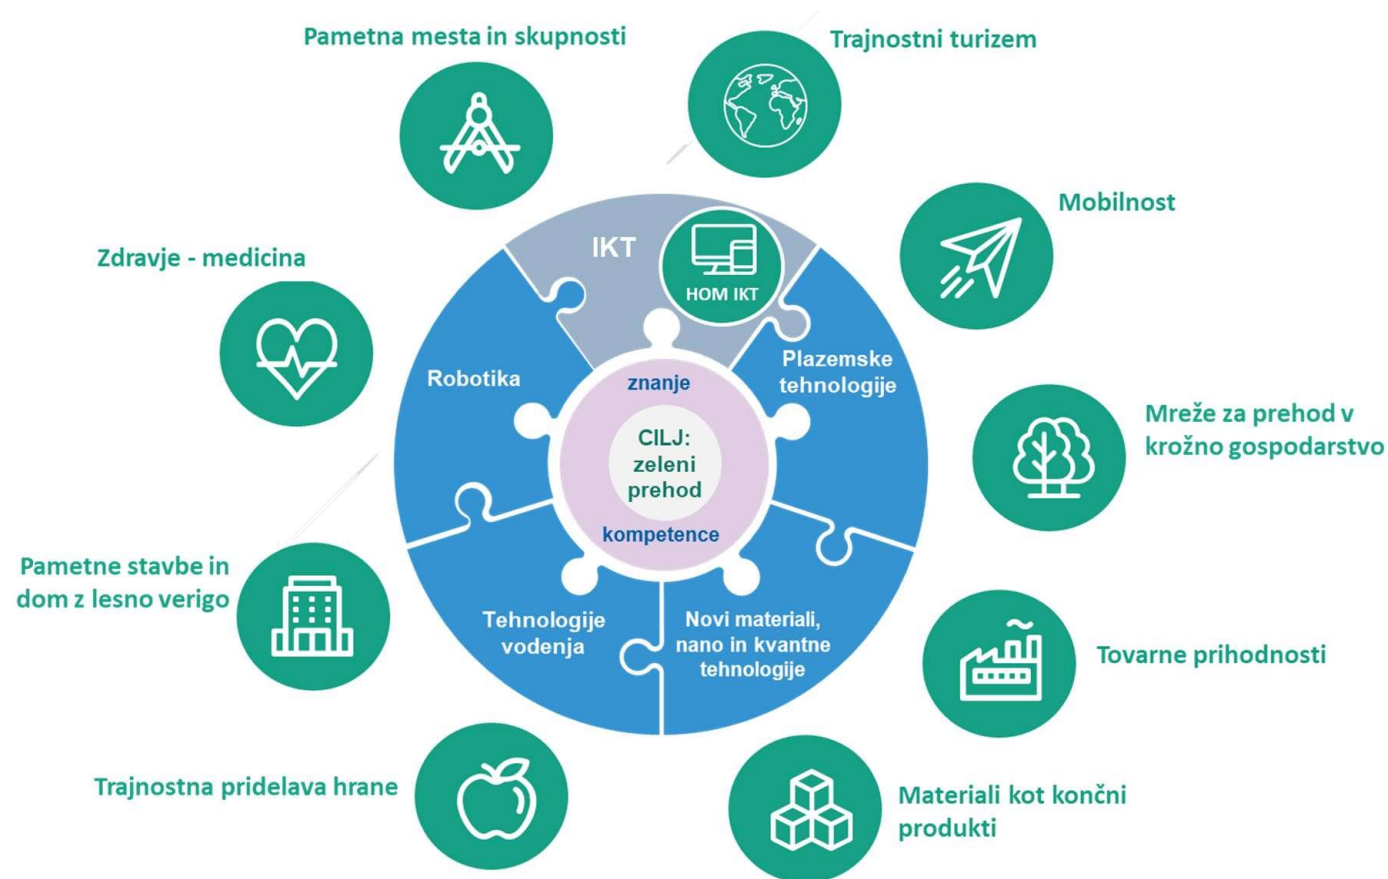 Pametna mesta in skupnosti
Trajnostni turizem
Mobilnost
Zdravje - medicina
IKT
HOM IKT
Plazemske
tehnologije
Robotika
znanje
CILJ:
zeleni
prehod
kompetence
Mreže za prehod v
krožno gospodarstvo
Pametne stavbe in
dom z lesno verigo
Tehnologije
vodenja
Novi materiali,
nano in kvantne
tehnologije
Tovarne prihodnosti
Trajnostna pridelava hrane
Materiali kot končni
produkti